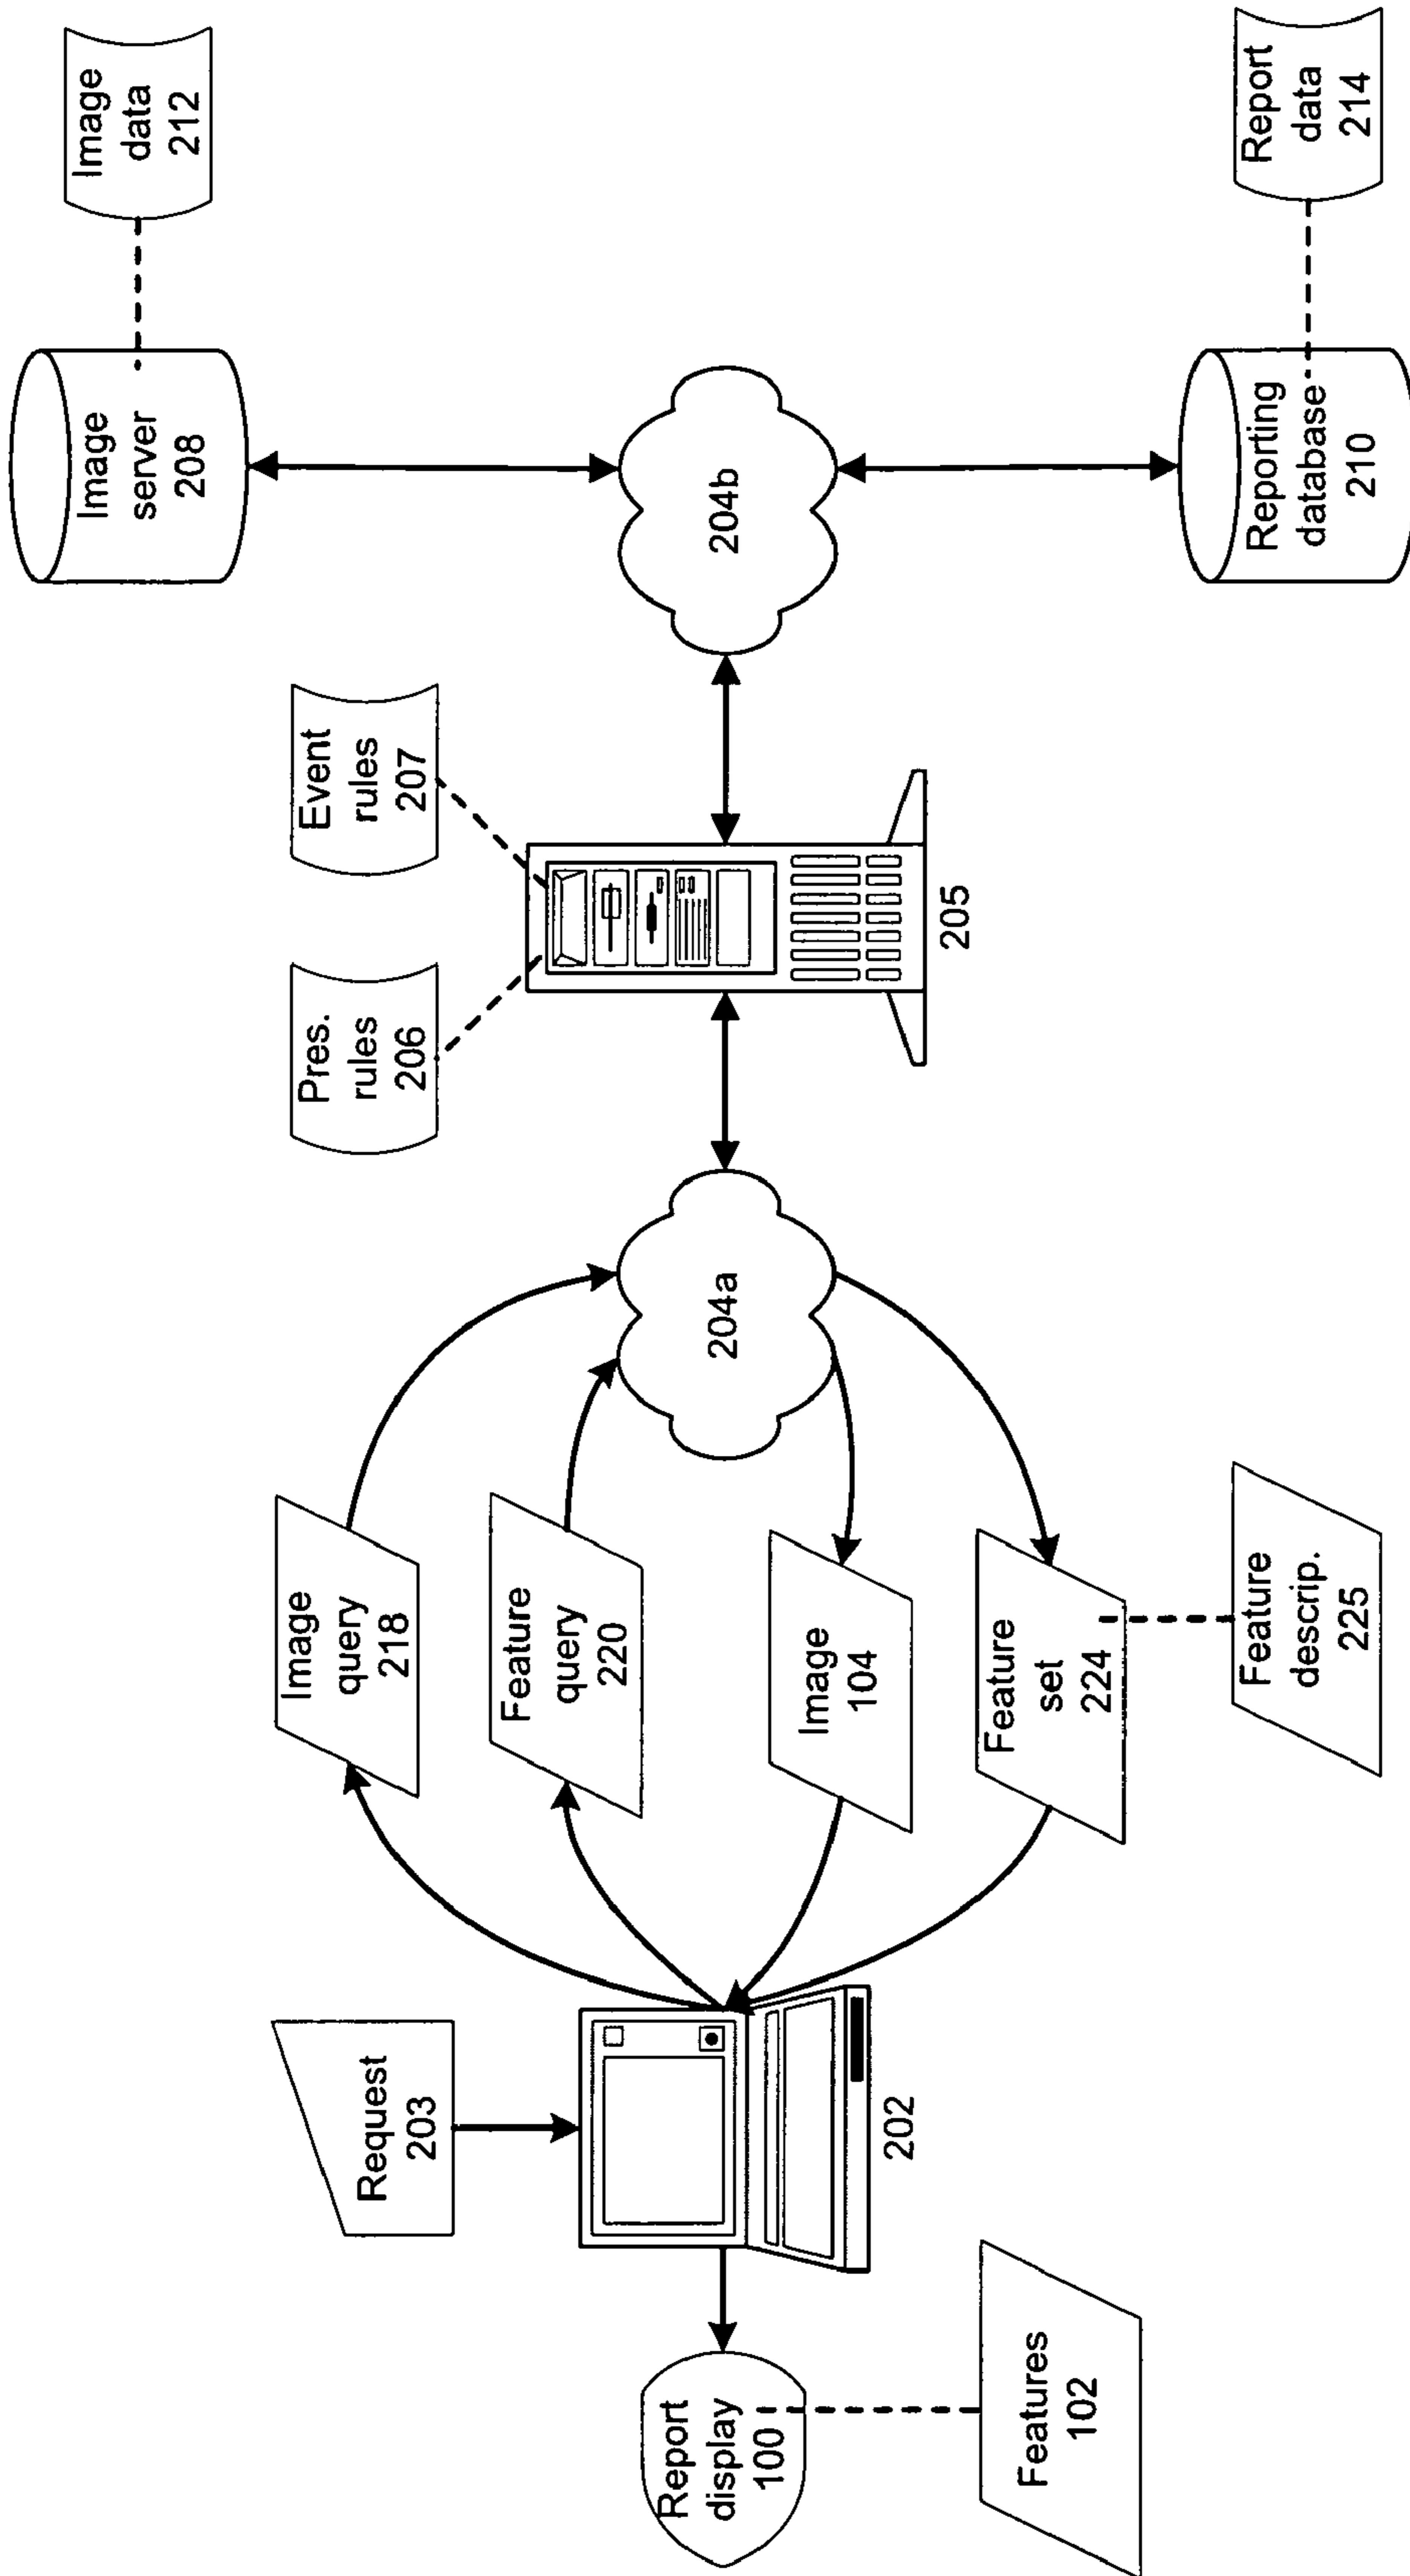 Image
data
212
Image
server
208
Event
rules
207
Pres.
rules
206
Image
query
218
Request
203
Feature
query
220
Report
display
100
202
204a
205
204b
Image
104
Feature
set
224
Features
102
Feature
descrip.
225
Reporting
database
210
Report
data
214